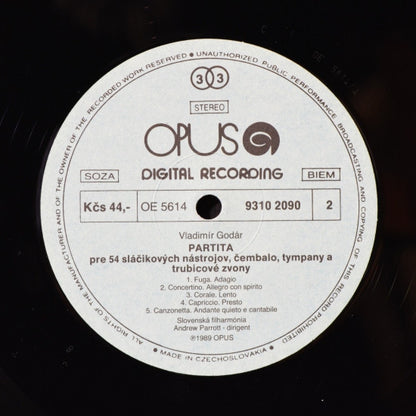 ALL RIGHTS OF THE MANUFACTURER AND OF THE OWNER OF THE RECORDED WORK RESERVED • UNAUTHORIZED PUBLIC PERFORMANCE BROADCASTING AND COPYING OF THIS RECORD PROHIBITED
33
STEREO
OPUS
SOZA DIGITAL RECORDING BIEM
Kčs 44,- OE 5614 9310 2090 2
Vladimír Godár
PARTITA
pre 54 sláčikových nástrojov, čembalo, tympany a
trubicové zvony
1. Fuga. Adagio
2. Concertino. Allegro con spirito
3. Corale. Lento
4. Capriccio. Presto
5. Canzonetta. Andante quieto e cantabile
Slovenská filharmónia
Andrew Parrott - dirigent
℗1989 OPUS
• MADE IN CZECHOSLOVAKIA •